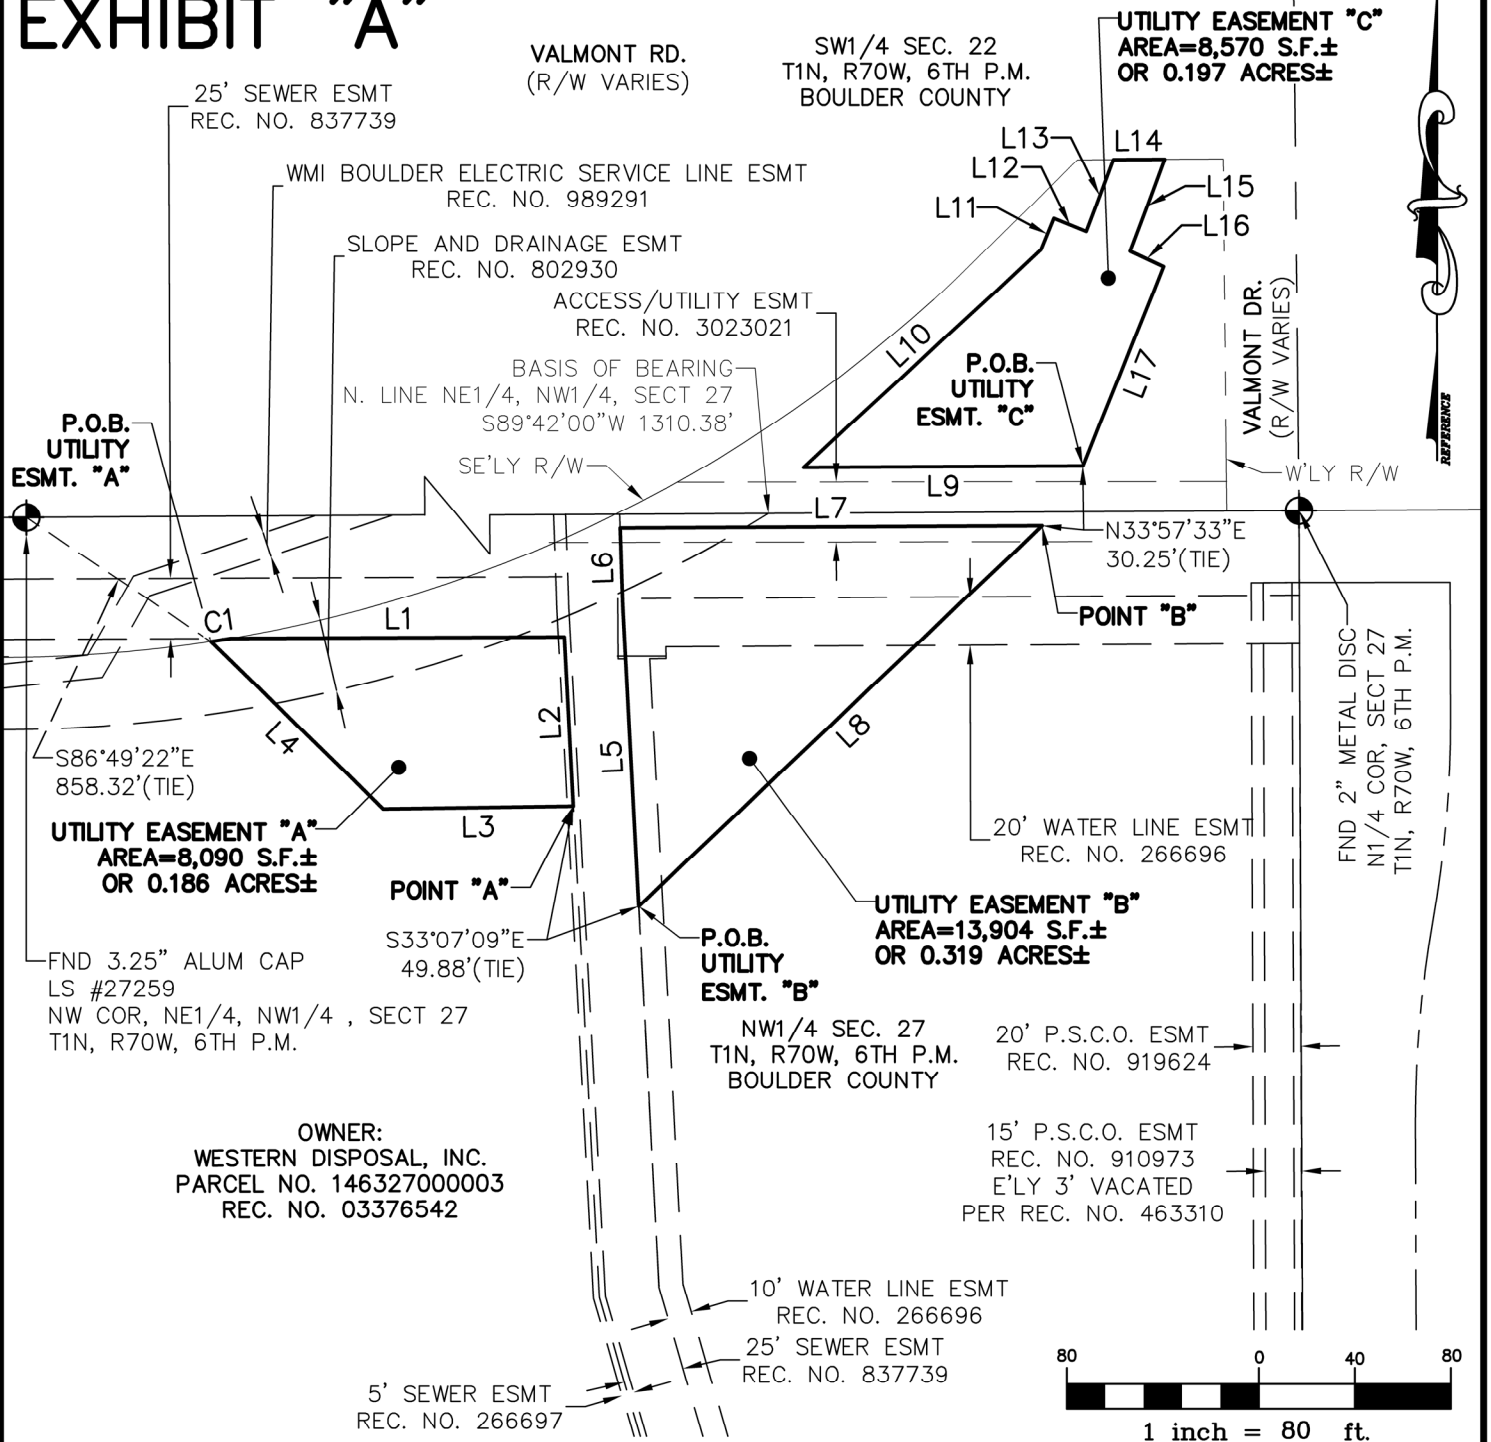 EXHIBIT "A"
VALMONT RD.
(R/W VARIES)
SW1/4 SEC. 22
T1N, R70W, 6TH P.M.
BOULDER COUNTY
UTILITY EASEMENT "C"
AREA=8,570 S.F.±
OR 0.197 ACRES±
25' SEWER ESMT
REC. NO. 837739
WMI BOULDER ELECTRIC SERVICE LINE ESMT
REC. NO. 989291
SLOPE AND DRAINAGE ESMT
REC. NO. 802930
ACCESS/UTILITY ESMT
REC. NO. 3023021
BASIS OF BEARING
N. LINE NE1/4, NW1/4, SECT 27
S89°42'00"W 1310.38'
SE'LY R/W
L13
L14
L12
L15
L11
L16
L10
L17
P.O.B.
UTILITY
ESMT. "C"
VALMONT DR.
(R/W VARIES)
REFERENCE
P.O.B.
UTILITY
ESMT. "A"
W'LY R/W
L9
L7
N33°57'33"E
30.25'(TIE)
L6
POINT "B"
C1
L1
L2
L4
L5
L8
L3
S86°49'22"E
858.32'(TIE)
UTILITY EASEMENT "A"
AREA=8,090 S.F.±
OR 0.186 ACRES±
POINT "A"
S33°07'09"E
49.88'(TIE)
FND 2" METAL DISC
N1/4 COR, SECT 27
T1N, R70W, 6TH P.M.
20' WATER LINE ESMT
REC. NO. 266696
UTILITY EASEMENT "B"
AREA=13,904 S.F.±
OR 0.319 ACRES±
P.O.B.
UTILITY
ESMT. "B"
FND 3.25" ALUM CAP
LS #27259
NW COR, NE1/4, NW1/4 , SECT 27
T1N, R70W, 6TH P.M.
NW1/4 SEC. 27
T1N, R70W, 6TH P.M.
BOULDER COUNTY
20' P.S.C.O. ESMT
REC. NO. 919624
OWNER:
WESTERN DISPOSAL, INC.
PARCEL NO. 146327000003
REC. NO. 03376542
15' P.S.C.O. ESMT
REC. NO. 910973
E'LY 3' VACATED
PER REC. NO. 463310
10' WATER LINE ESMT
REC. NO. 266696
25' SEWER ESMT
REC. NO. 837739
5' SEWER ESMT
REC. NO. 266697
80 0 40 80
1 inch = 80 ft.